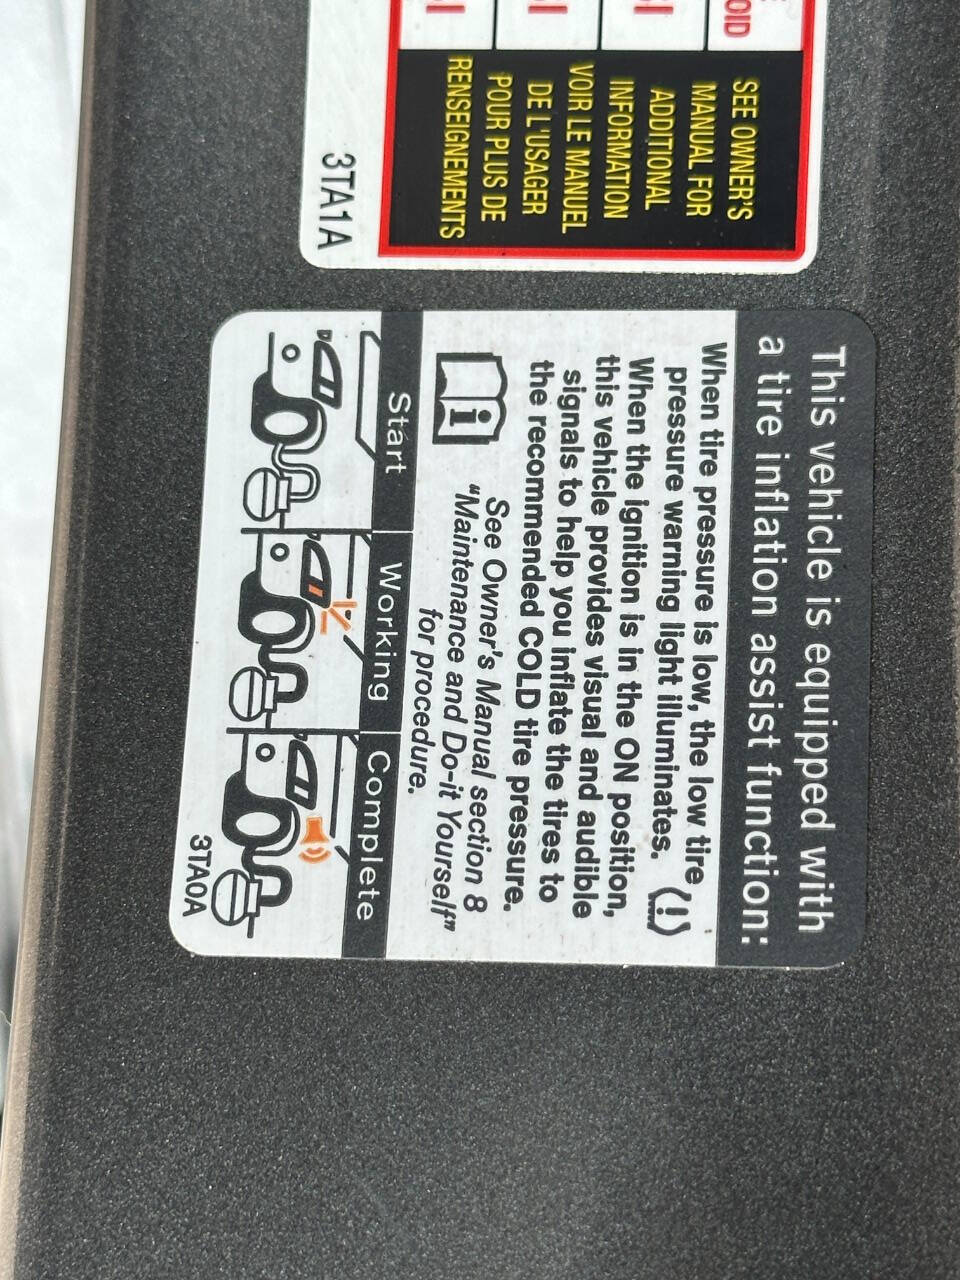 SEE OWNER'S
MANUAL FOR
ADDITIONAL
INFORMATION
VOIR LE MANUEL
DE L'USAGER
POUR PLUS DE
RENSEIGNEMENTS
3TA1A
This vehicle is equipped with
a tire inflation assist function:
When tire pressure is low, the low tire
pressure warning light illuminates. (!)
When the ignition is in the ON position,
this vehicle provides visual and audible
signals to help you inflate the tires to
the recommended COLD tire pressure.
i
See Owner's Manual section 8
"Maintenance and Do-it Yourself"
for procedure.
Start Working Complete
3TA0A